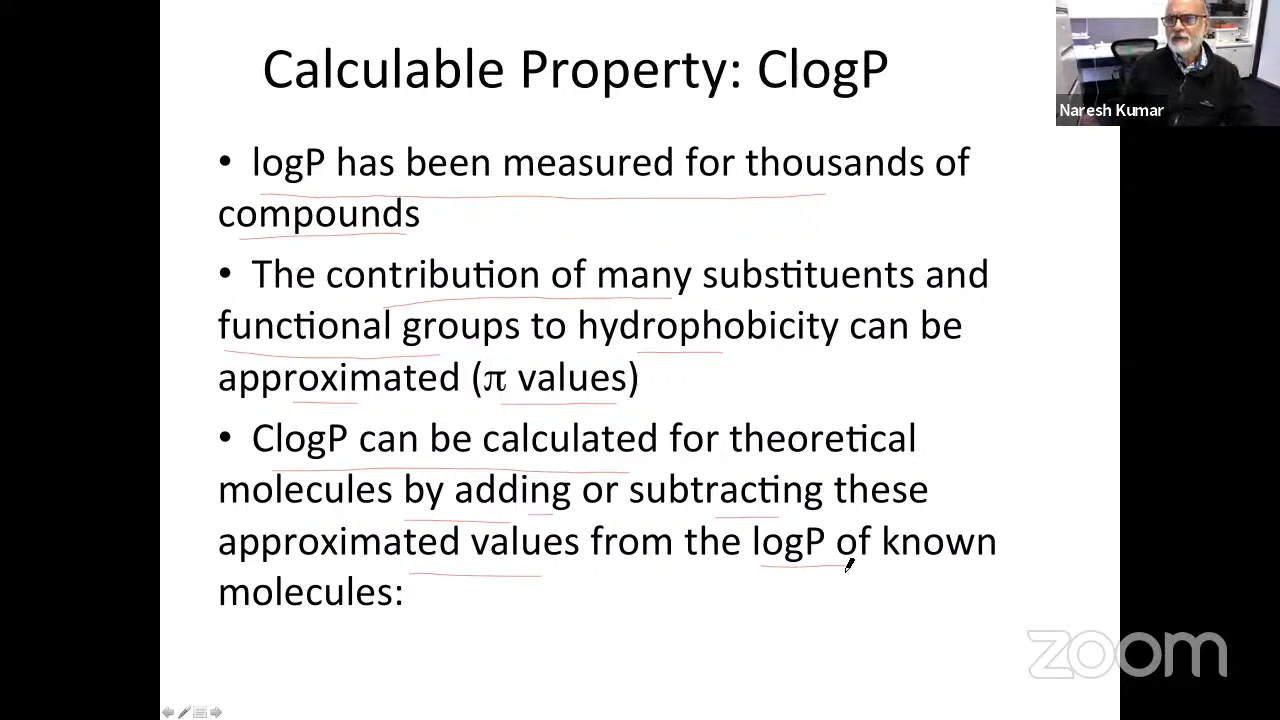 Calculable Property: ClogP
Naresh Kumar
• logP has been measured for thousands of
compounds
• The contribution of many substituents and
functional groups to hydrophobicity can be
approximated (π values)
• ClogP can be calculated for theoretical
molecules by adding or subtracting these
approximated values from the logP of known
molecules:
zoom